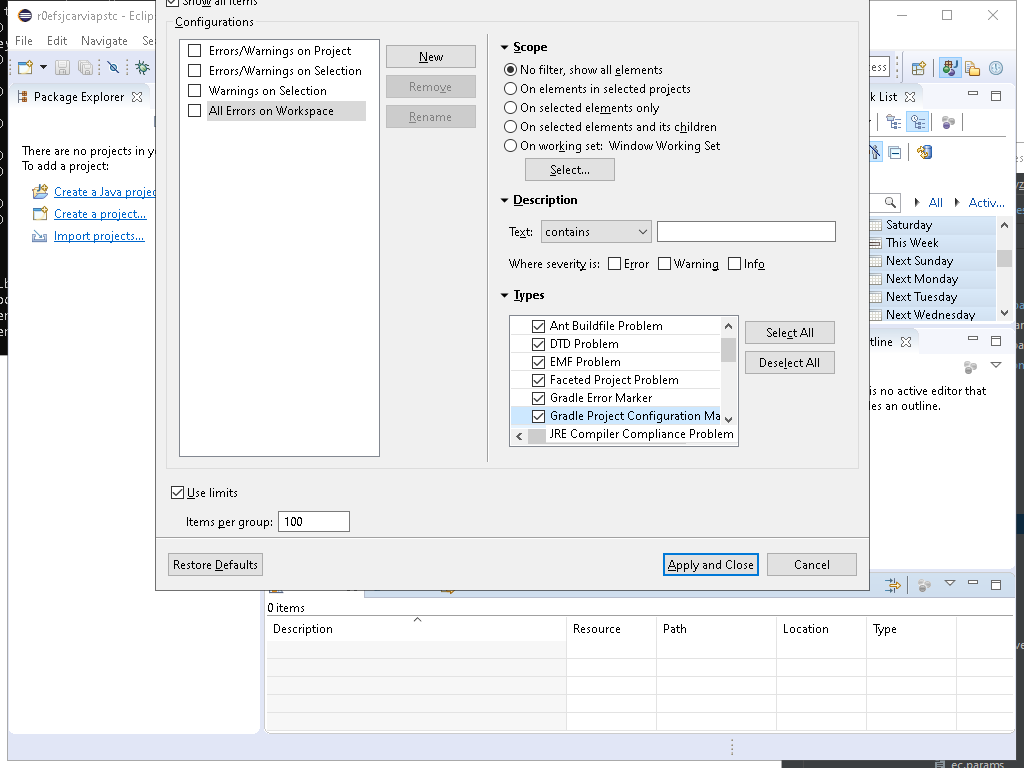 Show all items
r0efsjcarviapstc - Eclips
File Edit Navigate Se
Configurations
Errors/Warnings on Project
Errors/Warnings on Selection
Warnings on Selection
All Errors on Workspace
New
Remove
Rename
Scope
No filter, show all elements
On elements in selected projects
On selected elements only
On selected elements and its children
On working set: Window Working Set
Select...
Description
Text: contains
Where severity is: Error Warning Info
Types
Ant Buildfile Problem
DTD Problem
EMF Problem
Faceted Project Problem
Gradle Error Marker
Gradle Project Configuration Ma
JRE Compiler Compliance Problem
Select All
Deselect All
Use limits
Items per group: 100
Restore Defaults
Apply and Close
Cancel
Package Explorer
There are no projects in y
To add a project:
Create a Java projec
Create a project...
Import projects...
ess
k List
All Activ...
Saturday
This Week
Next Sunday
Next Monday
Next Tuesday
Next Wednesday
tline
is no active editor that
des an outline.
0 items
Description Resource Path Location Type
ec.params